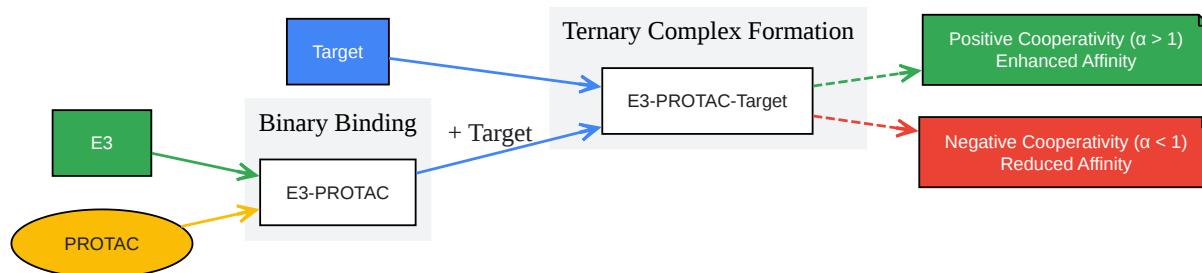 Target
Ternary Complex Formation
E3-PROTAC-Target
Positive Cooperativity (α > 1)
Enhanced Affinity
Negative Cooperativity (α < 1)
Reduced Affinity
E3
Binary Binding
+ Target
E3-PROTAC
PROTAC